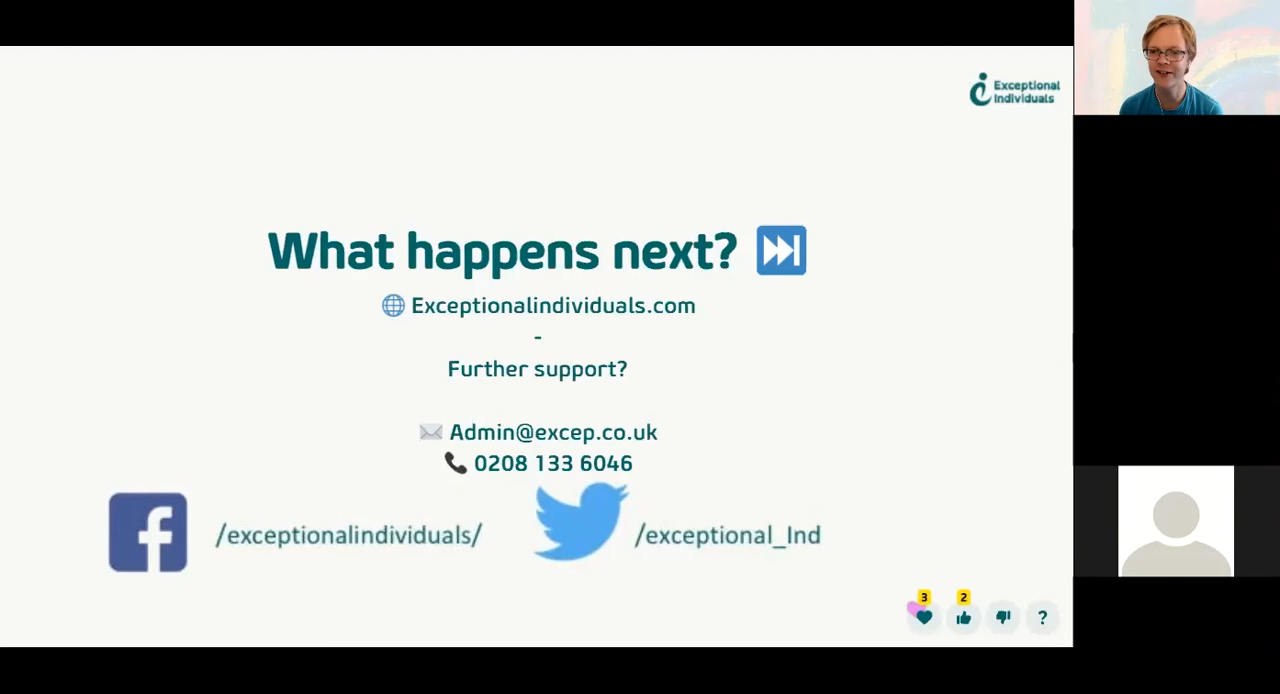 Exceptional
Individuals
What happens next? ⏭
🌐 Exceptionalindividuals.com
-
Further support?
✉ Admin@excep.co.uk
📞 0208 133 6046
/exceptionalindividuals/
/exceptional_Ind
3
2
?